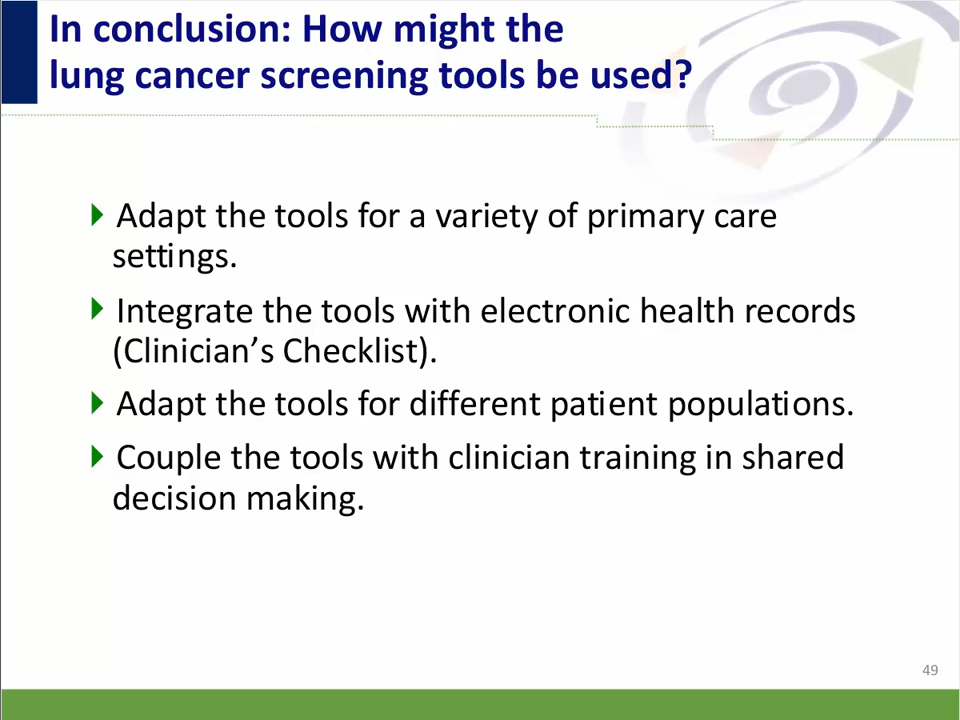 In conclusion: How might the
lung cancer screening tools be used?
Adapt the tools for a variety of primary care
settings.
Integrate the tools with electronic health records
(Clinician’s Checklist).
Adapt the tools for different patient populations.
Couple the tools with clinician training in shared
decision making.
49